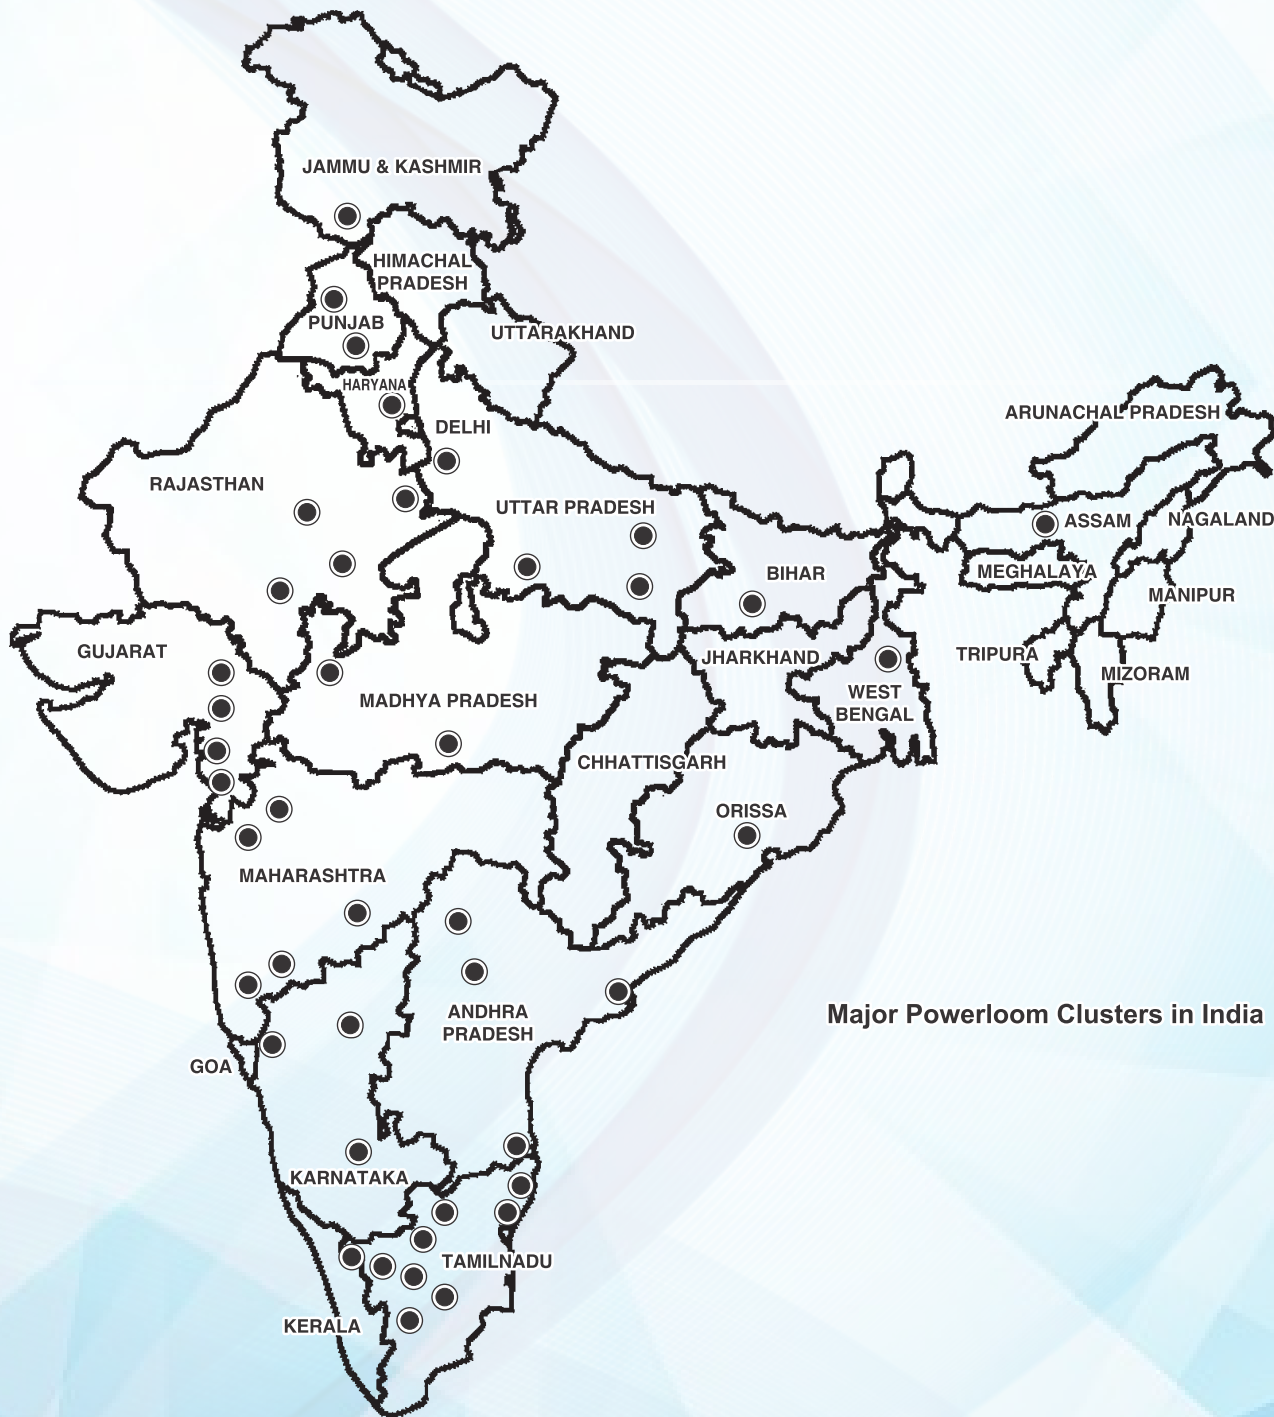 JAMMU & KASHMIR
HIMACHAL
PRADESH
PUNJAB
UTTARAKHAND
HARYANA
DELHI
ARUNACHAL PRADESH
RAJASTHAN
UTTAR PRADESH
ASSAM
NAGALAND
BIHAR
MEGHALAYA
MANIPUR
GUJARAT
JHARKHAND
TRIPURA
MIZORAM
MADHYA PRADESH
WEST
BENGAL
CHHATTISGARH
ORISSA
MAHARASHTRA
ANDHRA
PRADESH
Major Powerloom Clusters in India
GOA
KARNATAKA
TAMILNADU
KERALA